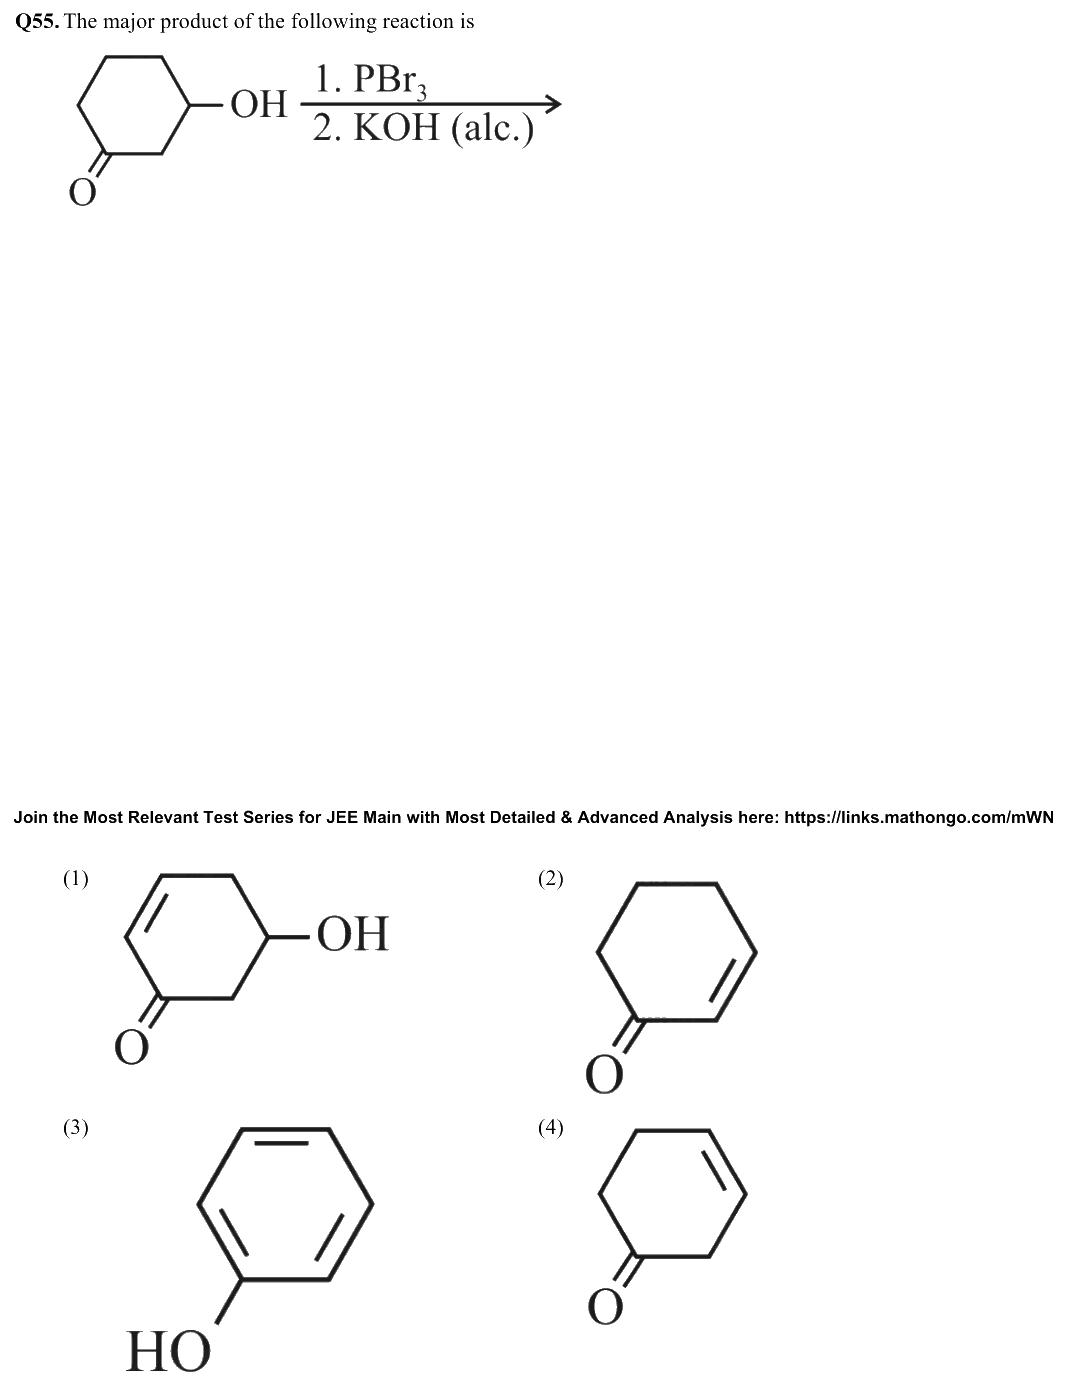 Q55. The major product of the following reaction is
OH
1. PBr₃
2. KOH (alc.)
O
Join the Most Relevant Test Series for JEE Main with Most Detailed & Advanced Analysis here: https://links.mathongo.com/mWN
(1)
OH
O
(2)
O
(3)
HO
(4)
O